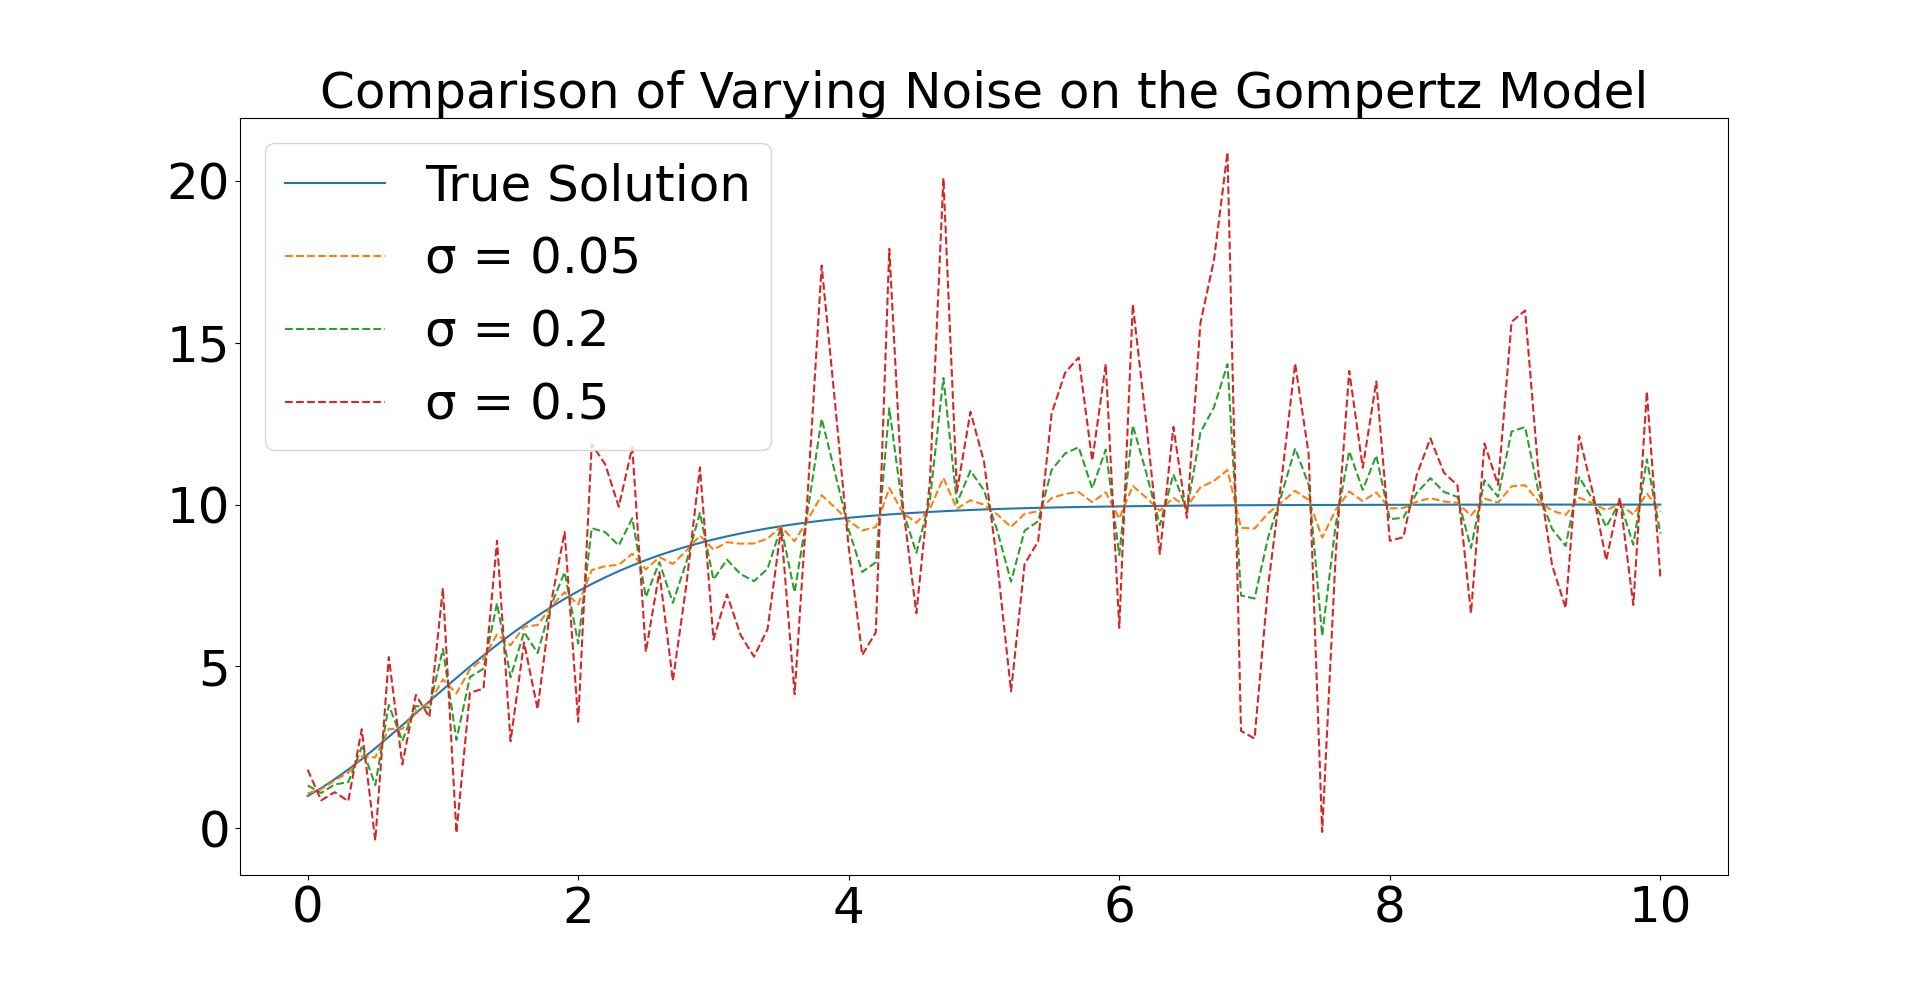 Comparison of Varying Noise on the Gompertz Model
True Solution
σ = 0.05
σ = 0.2
σ = 0.5
20
15
10
5
0
0 2 4 6 8 10